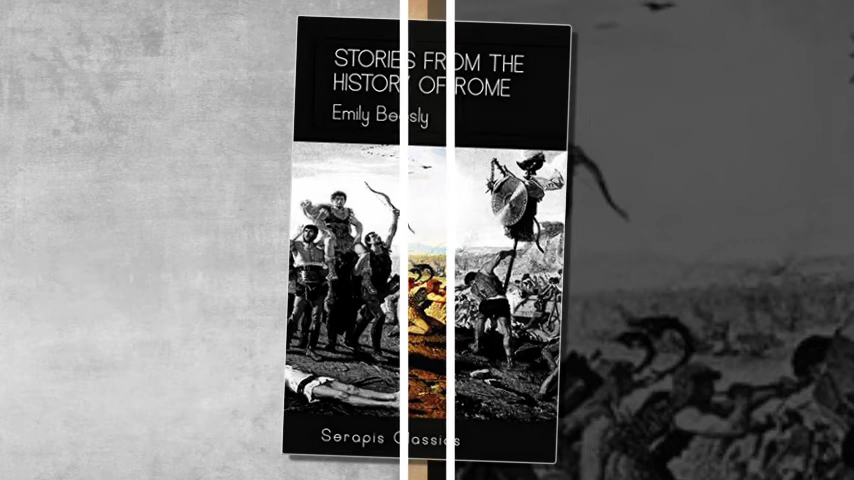 STORIES FROM THE
HISTORY OF ROME
Emily Beesly
Serapis Classics